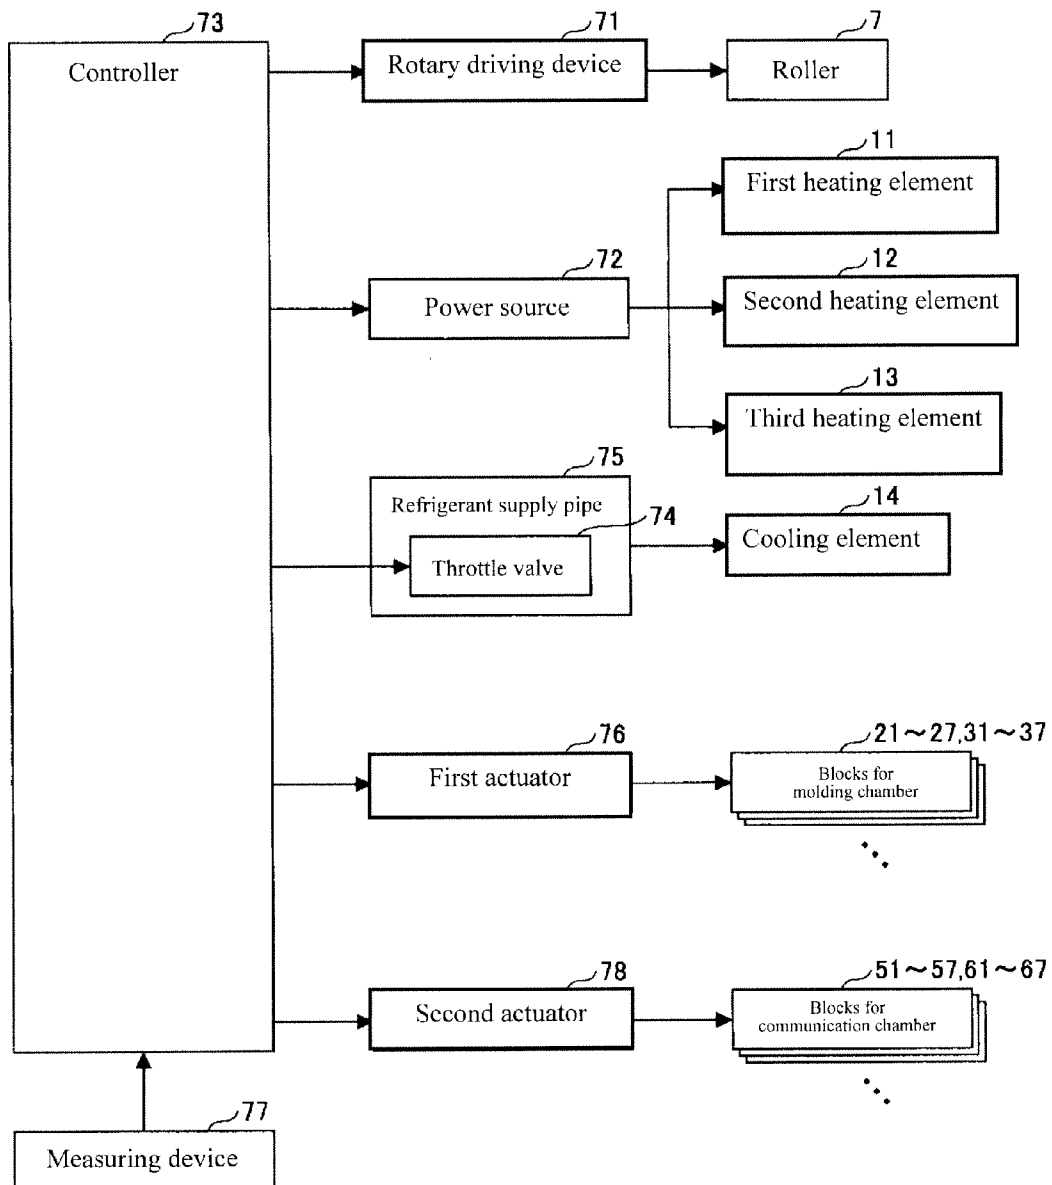 73
Controller
71
Rotary driving device
7
Roller
11
First heating element
72
Power source
12
Second heating element
13
Third heating element
75
Refrigerant supply pipe
74
Throttle valve
14
Cooling element
76
First actuator
21～27,31～37
Blocks for
molding chamber
78
Second actuator
51～57,61～67
Blocks for
communication chamber
77
Measuring device